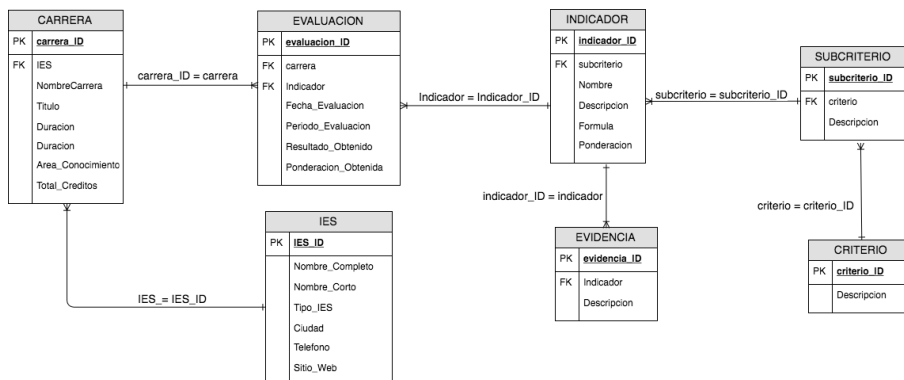 CARRERA
PK carrera_ID
FK IES
NombreCarrera
Titulo
Duracion
Duracion
Area_Conocimiento
Total_Creditos
carrera_ID = carrera
EVALUACION
PK evaluacion_ID
FK carrera
FK Indicador
Fecha_Evaluacion
Periodo_Evaluacion
Resultado_Obtenido
Ponderacion_Obtenida
Indicador = Indicador_ID
INDICADOR
PK indicador_ID
FK subcriterio
Nombre
Descripcion
Formula
Ponderacion
subcriterio = subcriterio_ID
SUBCRITERIO
PK subcriterio_ID
FK criterio
Descripcion
indicador_ID = indicador
criterio = criterio_ID
IES
PK IES_ID
Nombre_Completo
Nombre_Corto
Tipo_IES
Ciudad
Telefono
Sitio_Web
IES_= IES_ID
EVIDENCIA
PK evidencia_ID
FK Indicador
Descripcion
CRITERIO
PK criterio_ID
Descripcion